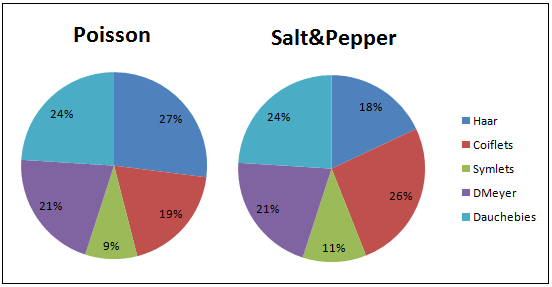 Poisson
27%
19%
9%
21%
24%
Salt&Pepper
18%
26%
11%
21%
24%
Haar
Coiflets
Symlets
DMeyer
Dauchebies